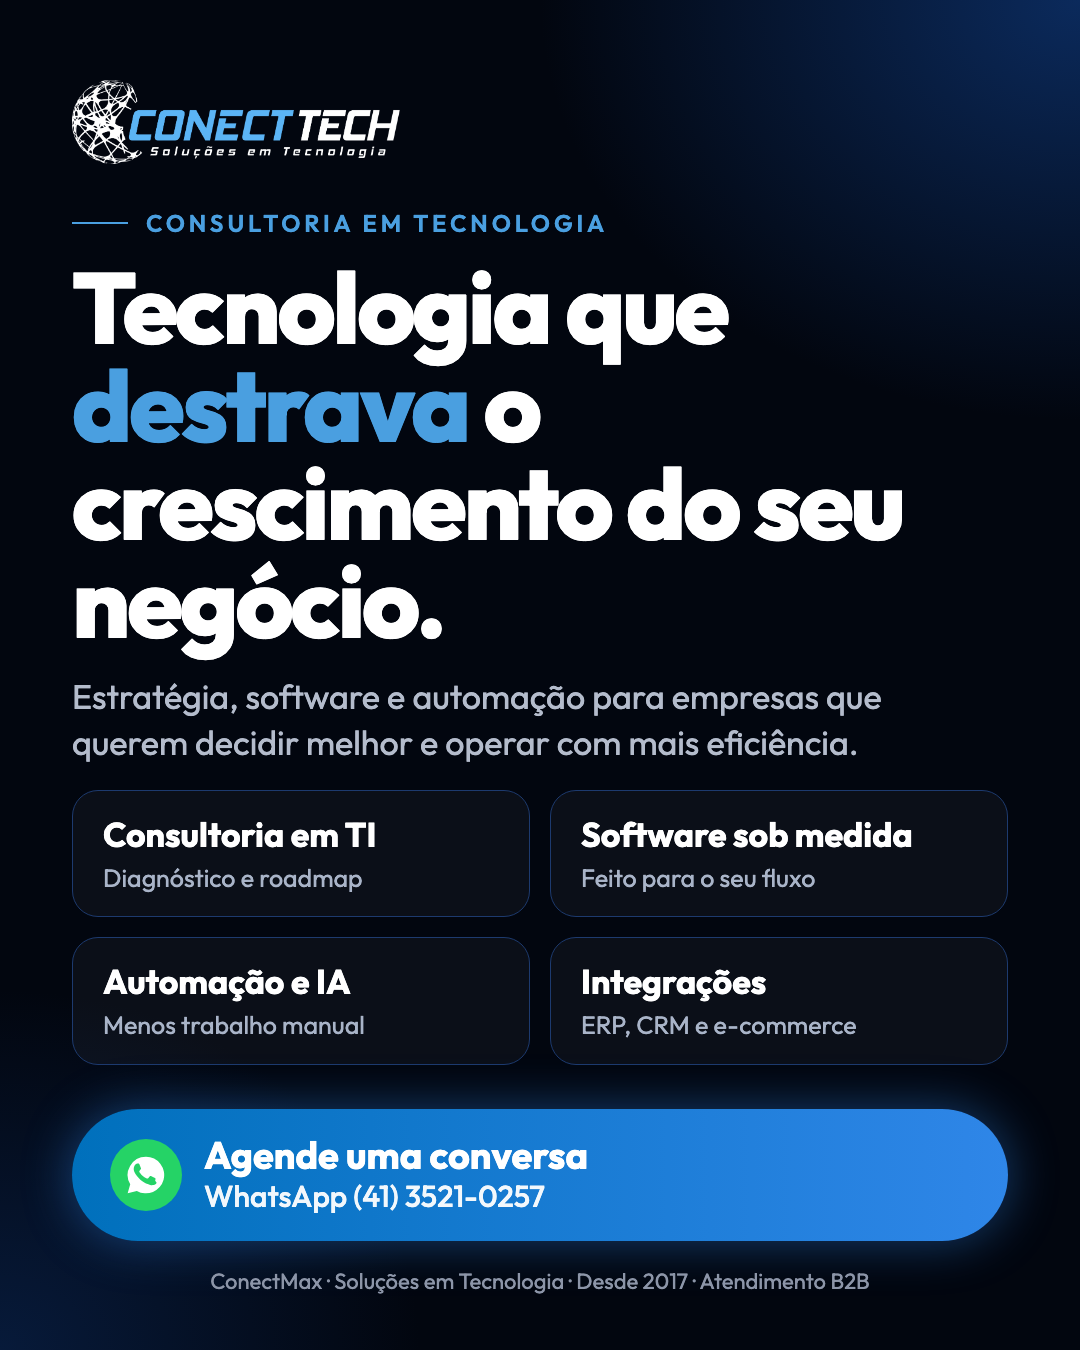 CONECTTECH
Soluções em Tecnologia
CONSULTORIA EM TECNOLOGIA
Tecnologia que
destrava o
crescimento do seu
negócio.
Estratégia, software e automação para empresas que
querem decidir melhor e operar com mais eficiência.
Consultoria em TI
Diagnóstico e roadmap
Software sob medida
Feito para o seu fluxo
Automação e IA
Menos trabalho manual
Integrações
ERP, CRM e e-commerce
Agende uma conversa
WhatsApp (41) 3521-0257
ConectMax · Soluções em Tecnologia · Desde 2017 · Atendimento B2B